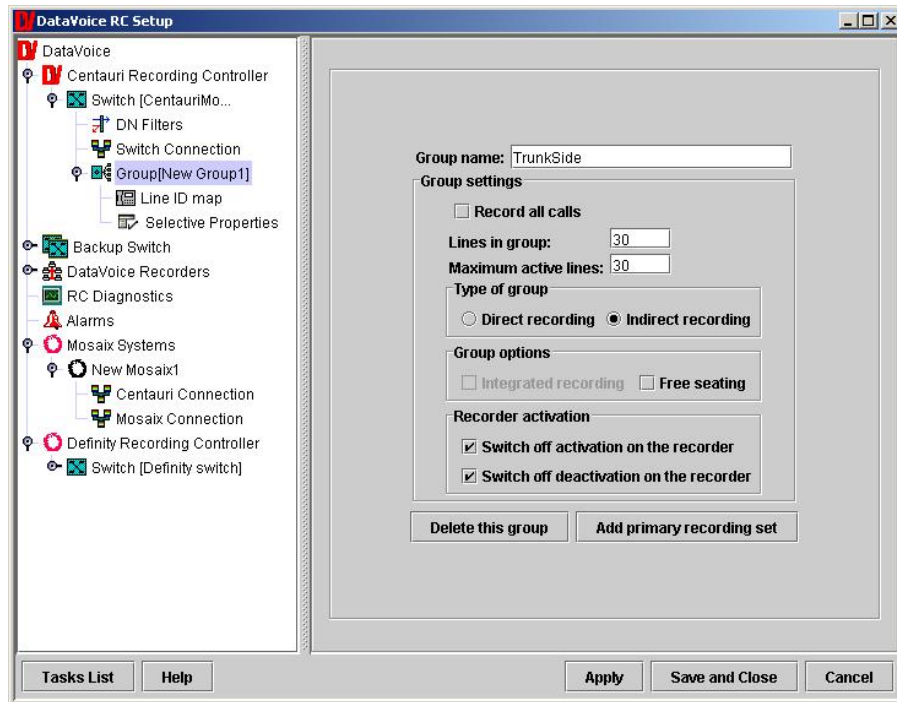 DataVoice RC Setup
DataVoice
Centauri Recording Controller
Switch [CentauriMo...
DN Filters
Switch Connection
Group[New Group1]
Line ID map
Selective Properties
Backup Switch
DataVoice Recorders
RC Diagnostics
Alarms
Mosaix Systems
New Mosaix1
Centauri Connection
Mosaix Connection
Definity Recording Controller
Switch [Definity switch]
Group name: TrunkSide
Group settings
Record all calls
Lines in group: 30
Maximum active lines: 30
Type of group
Direct recording Indirect recording
Group options
Integrated recording Free seating
Recorder activation
Switch off activation on the recorder
Switch off deactivation on the recorder
Delete this group Add primary recording set
Tasks List Help Apply Save and Close Cancel